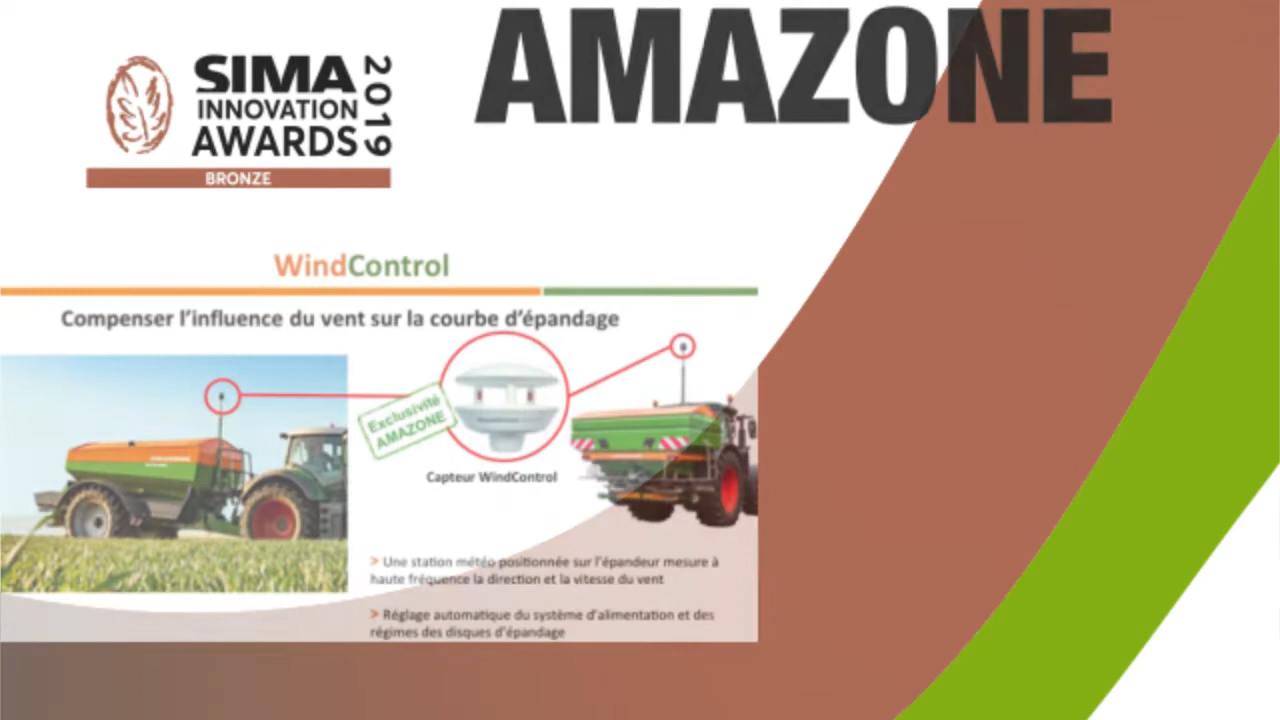 AMAZONE
SIMA
INNOVATION
AWARDS
2019
BRONZE
WindControl
Compenser l'influence du vent sur la courbe d'épandage
Exclusivité
AMAZONE
Capteur WindControl
> Une station météo positionnée sur l'épandeur mesure à
haute fréquence la direction et la vitesse du vent
> Réglage automatique du système d'alimentation et des
régimes des disques d'épandage